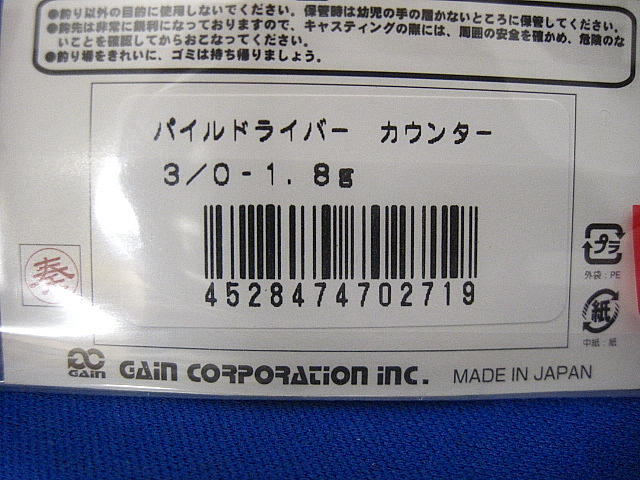 ●釣り以外の目的に使用しないでください。保管時は幼児の手の届かないところに保管してください。
●鈎先は非常に鋭利になっておりますので、キャスティングの際には、周囲の安全を確かめ、危険のな
いことを確認してからおこなってください。
●釣り場をきれいに、ゴミは持ち帰りましょう。
パイルドライバー　カウンター
3/0-1.8g
4528474702719
プラ
外袋：PE
紙
中紙：紙
GAIN
GAIN CORPORATION INC.
MADE IN JAPAN